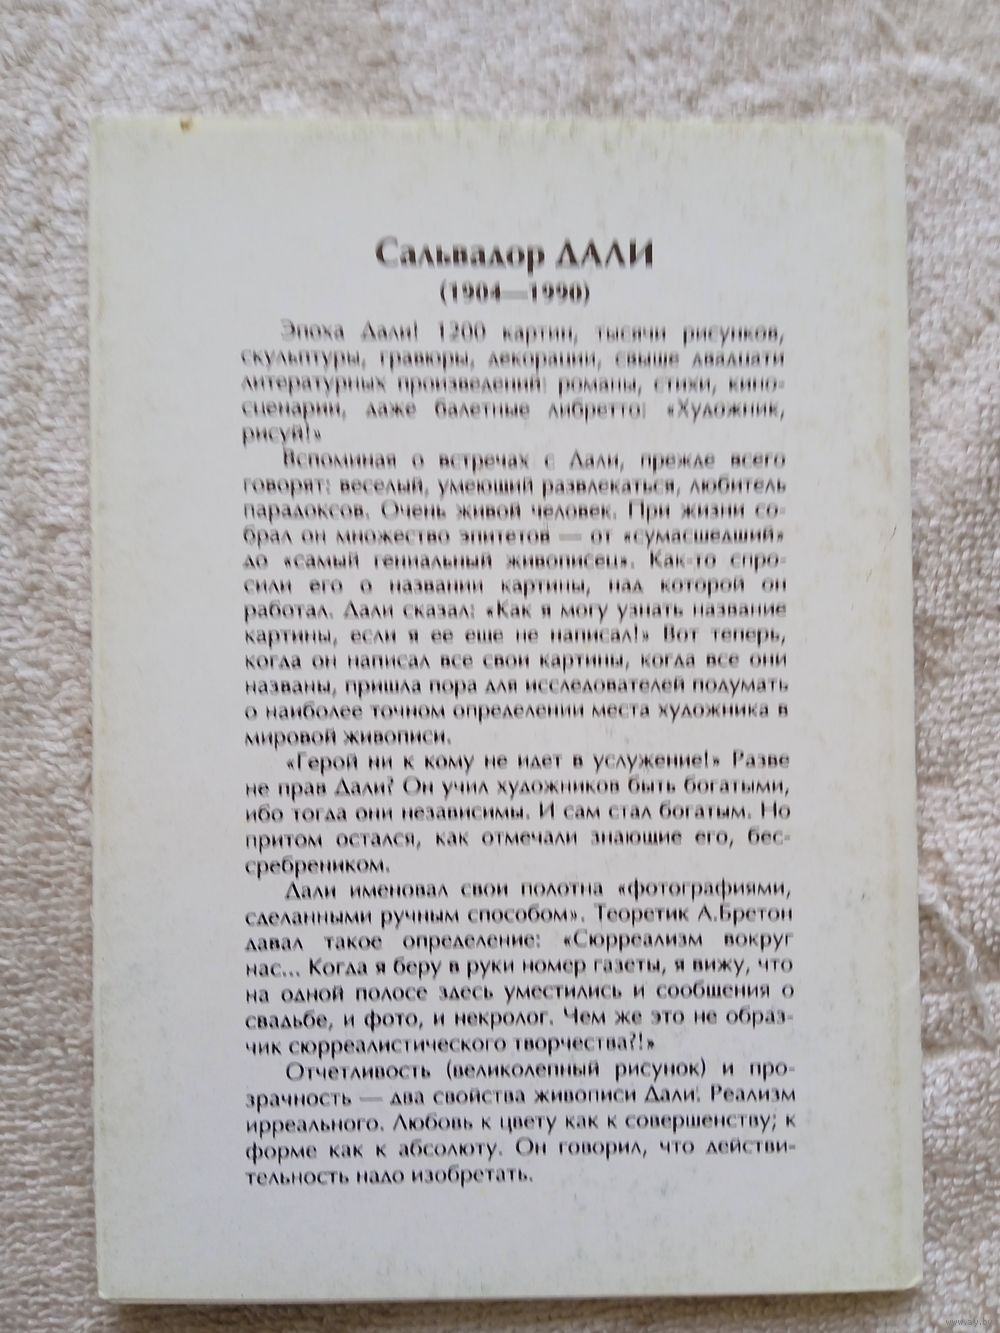 Сальвадор ДАЛИ
(1904—1990)
Эпоха Дали! 1200 картин, тысячи рисунков,
скульптуры, гравюры, декорации, свыше двадцати
литературных произведений: романы, стихи, кино-
сценарии, даже балетные либретто: «Художник,
рисуй!»
Вспоминая о встречах с Дали, прежде всего
говорят: веселый, умеющий развлекаться, любитель
парадоксов. Очень живой человек. При жизни со-
брал он множество эпитетов — от «сумасшедший»
до «самый гениальный живописец». Как-то спро-
сили его о названии картины, над которой он
работал. Дали сказал: «Как я могу узнать название
картины, если я ее еще не написал!» Вот теперь,
когда он написал все свои картины, когда все они
названы, пришла пора для исследователей подумать
о наиболее точном определении места художника в
мировой живописи.
«Герой ни к кому не идет в услужение!» Разве
не прав Дали? Он учил художников быть богатыми,
ибо тогда они независимы. И сам стал богатым. Но
притом остался, как отмечали знающие его, бес-
сребреником.
Дали именовал свои полотна «фотографиями,
сделанными ручным способом». Теоретик А.Бретон
давал такое определение: «Сюрреализм вокруг
нас... Когда я беру в руки номер газеты, я вижу, что
на одной полосе здесь уместились и сообщения о
свадьбе, и фото, и некролог. Чем же это не образ-
чик сюрреалистического творчества?!»
Отчетливость (великолепный рисунок) и про-
зрачность — два свойства живописи Дали. Реализм
ирреального. Любовь к цвету как к совершенству; к
форме как к абсолюту. Он говорил, что действи-
тельность надо изобретать.
www.ay.by